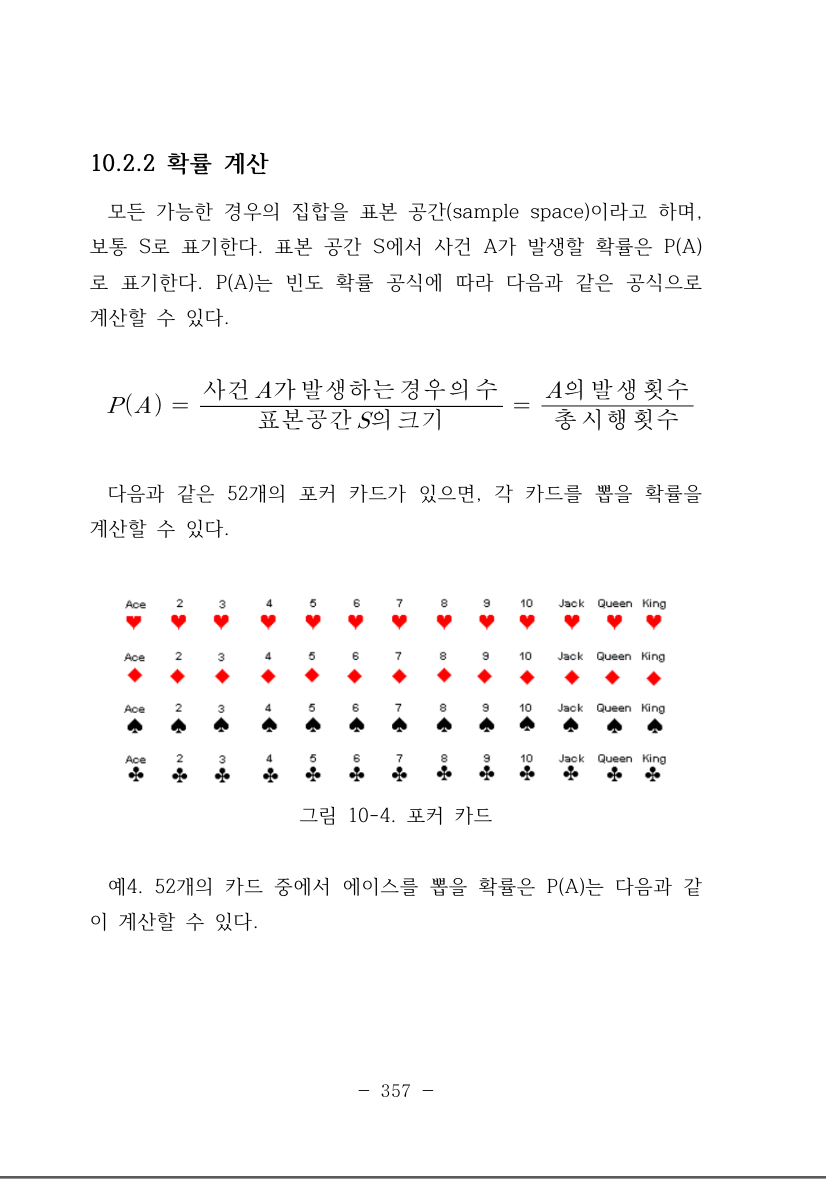 10.2.2 확률 계산
모든 가능한 경우의 집합을 표본 공간(sample space)이라고 하며,
보통 S로 표기한다. 표본 공간 S에서 사건 A가 발생할 확률은 P(A)
로 표기한다. P(A)는 빈도 확률 공식에 따라 다음과 같은 공식으로
계산할 수 있다.
P(A) = 사건 A가 발생하는 경우의 수 / 표본공간 S의 크기 = A의 발생 횟수 / 총 시행 횟수
다음과 같은 52개의 포커 카드가 있으면, 각 카드를 뽑을 확률을
계산할 수 있다.
Ace 2 3 4 5 6 7 8 9 10 Jack Queen King
Ace 2 3 4 5 6 7 8 9 10 Jack Queen King
Ace 2 3 4 5 6 7 8 9 10 Jack Queen King
Ace 2 3 4 5 6 7 8 9 10 Jack Queen King
그림 10-4. 포커 카드
예4. 52개의 카드 중에서 에이스를 뽑을 확률은 P(A)는 다음과 같
이 계산할 수 있다.
- 357 -